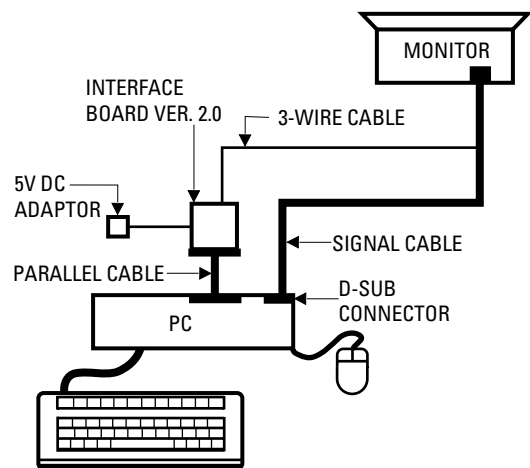 MONITOR
INTERFACE
BOARD VER. 2.0
3-WIRE CABLE
5V DC
ADAPTOR
SIGNAL CABLE
PARALLEL CABLE
D-SUB
CONNECTOR
PC